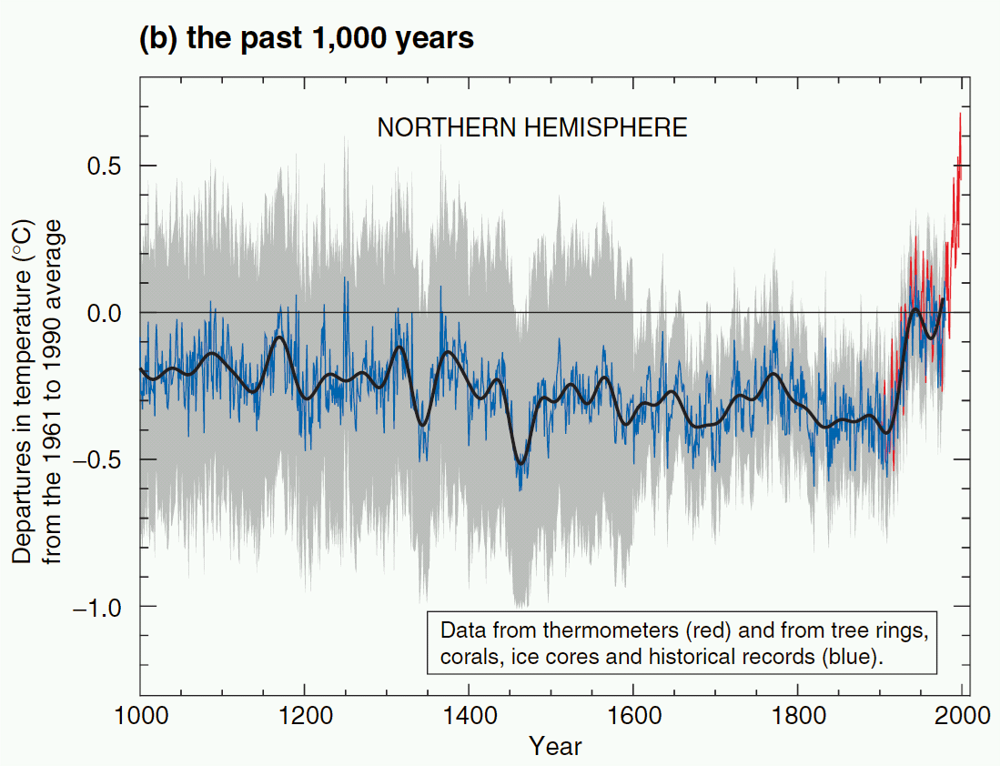 (b) the past 1,000 years
NORTHERN HEMISPHERE
Departures in temperature (°C)
from the 1961 to 1990 average
0.5
0.0
−0.5
−1.0
Data from thermometers (red) and from tree rings,
corals, ice cores and historical records (blue).
1000 1200 1400 1600 1800 2000
Year